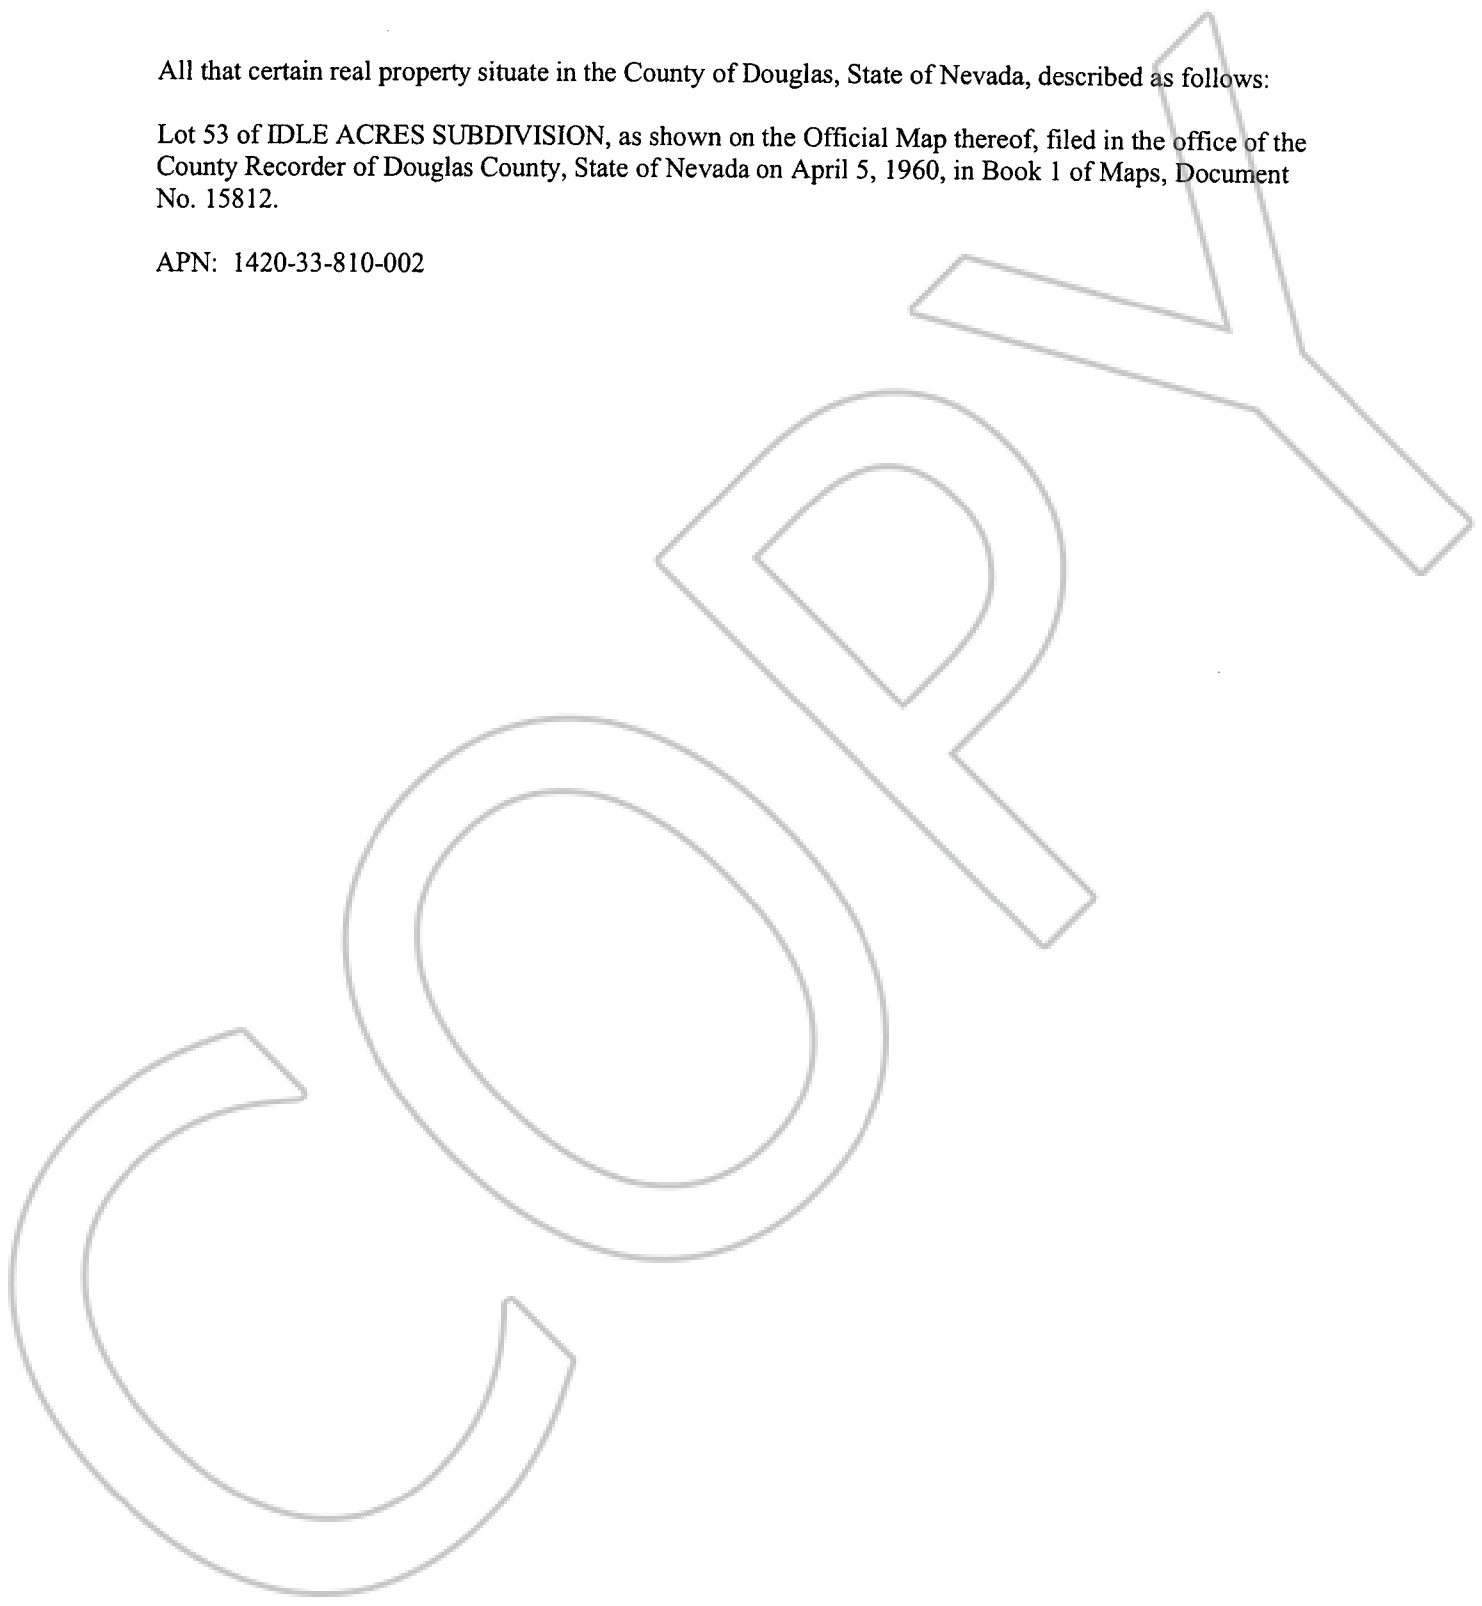 All that certain real property situate in the County of Douglas, State of Nevada, described as follows:
Lot 53 of IDLE ACRES SUBDIVISION, as shown on the Official Map thereof, filed in the office of the
County Recorder of Douglas County, State of Nevada on April 5, 1960, in Book 1 of Maps, Document
No. 15812.
APN: 1420-33-810-002
COPY